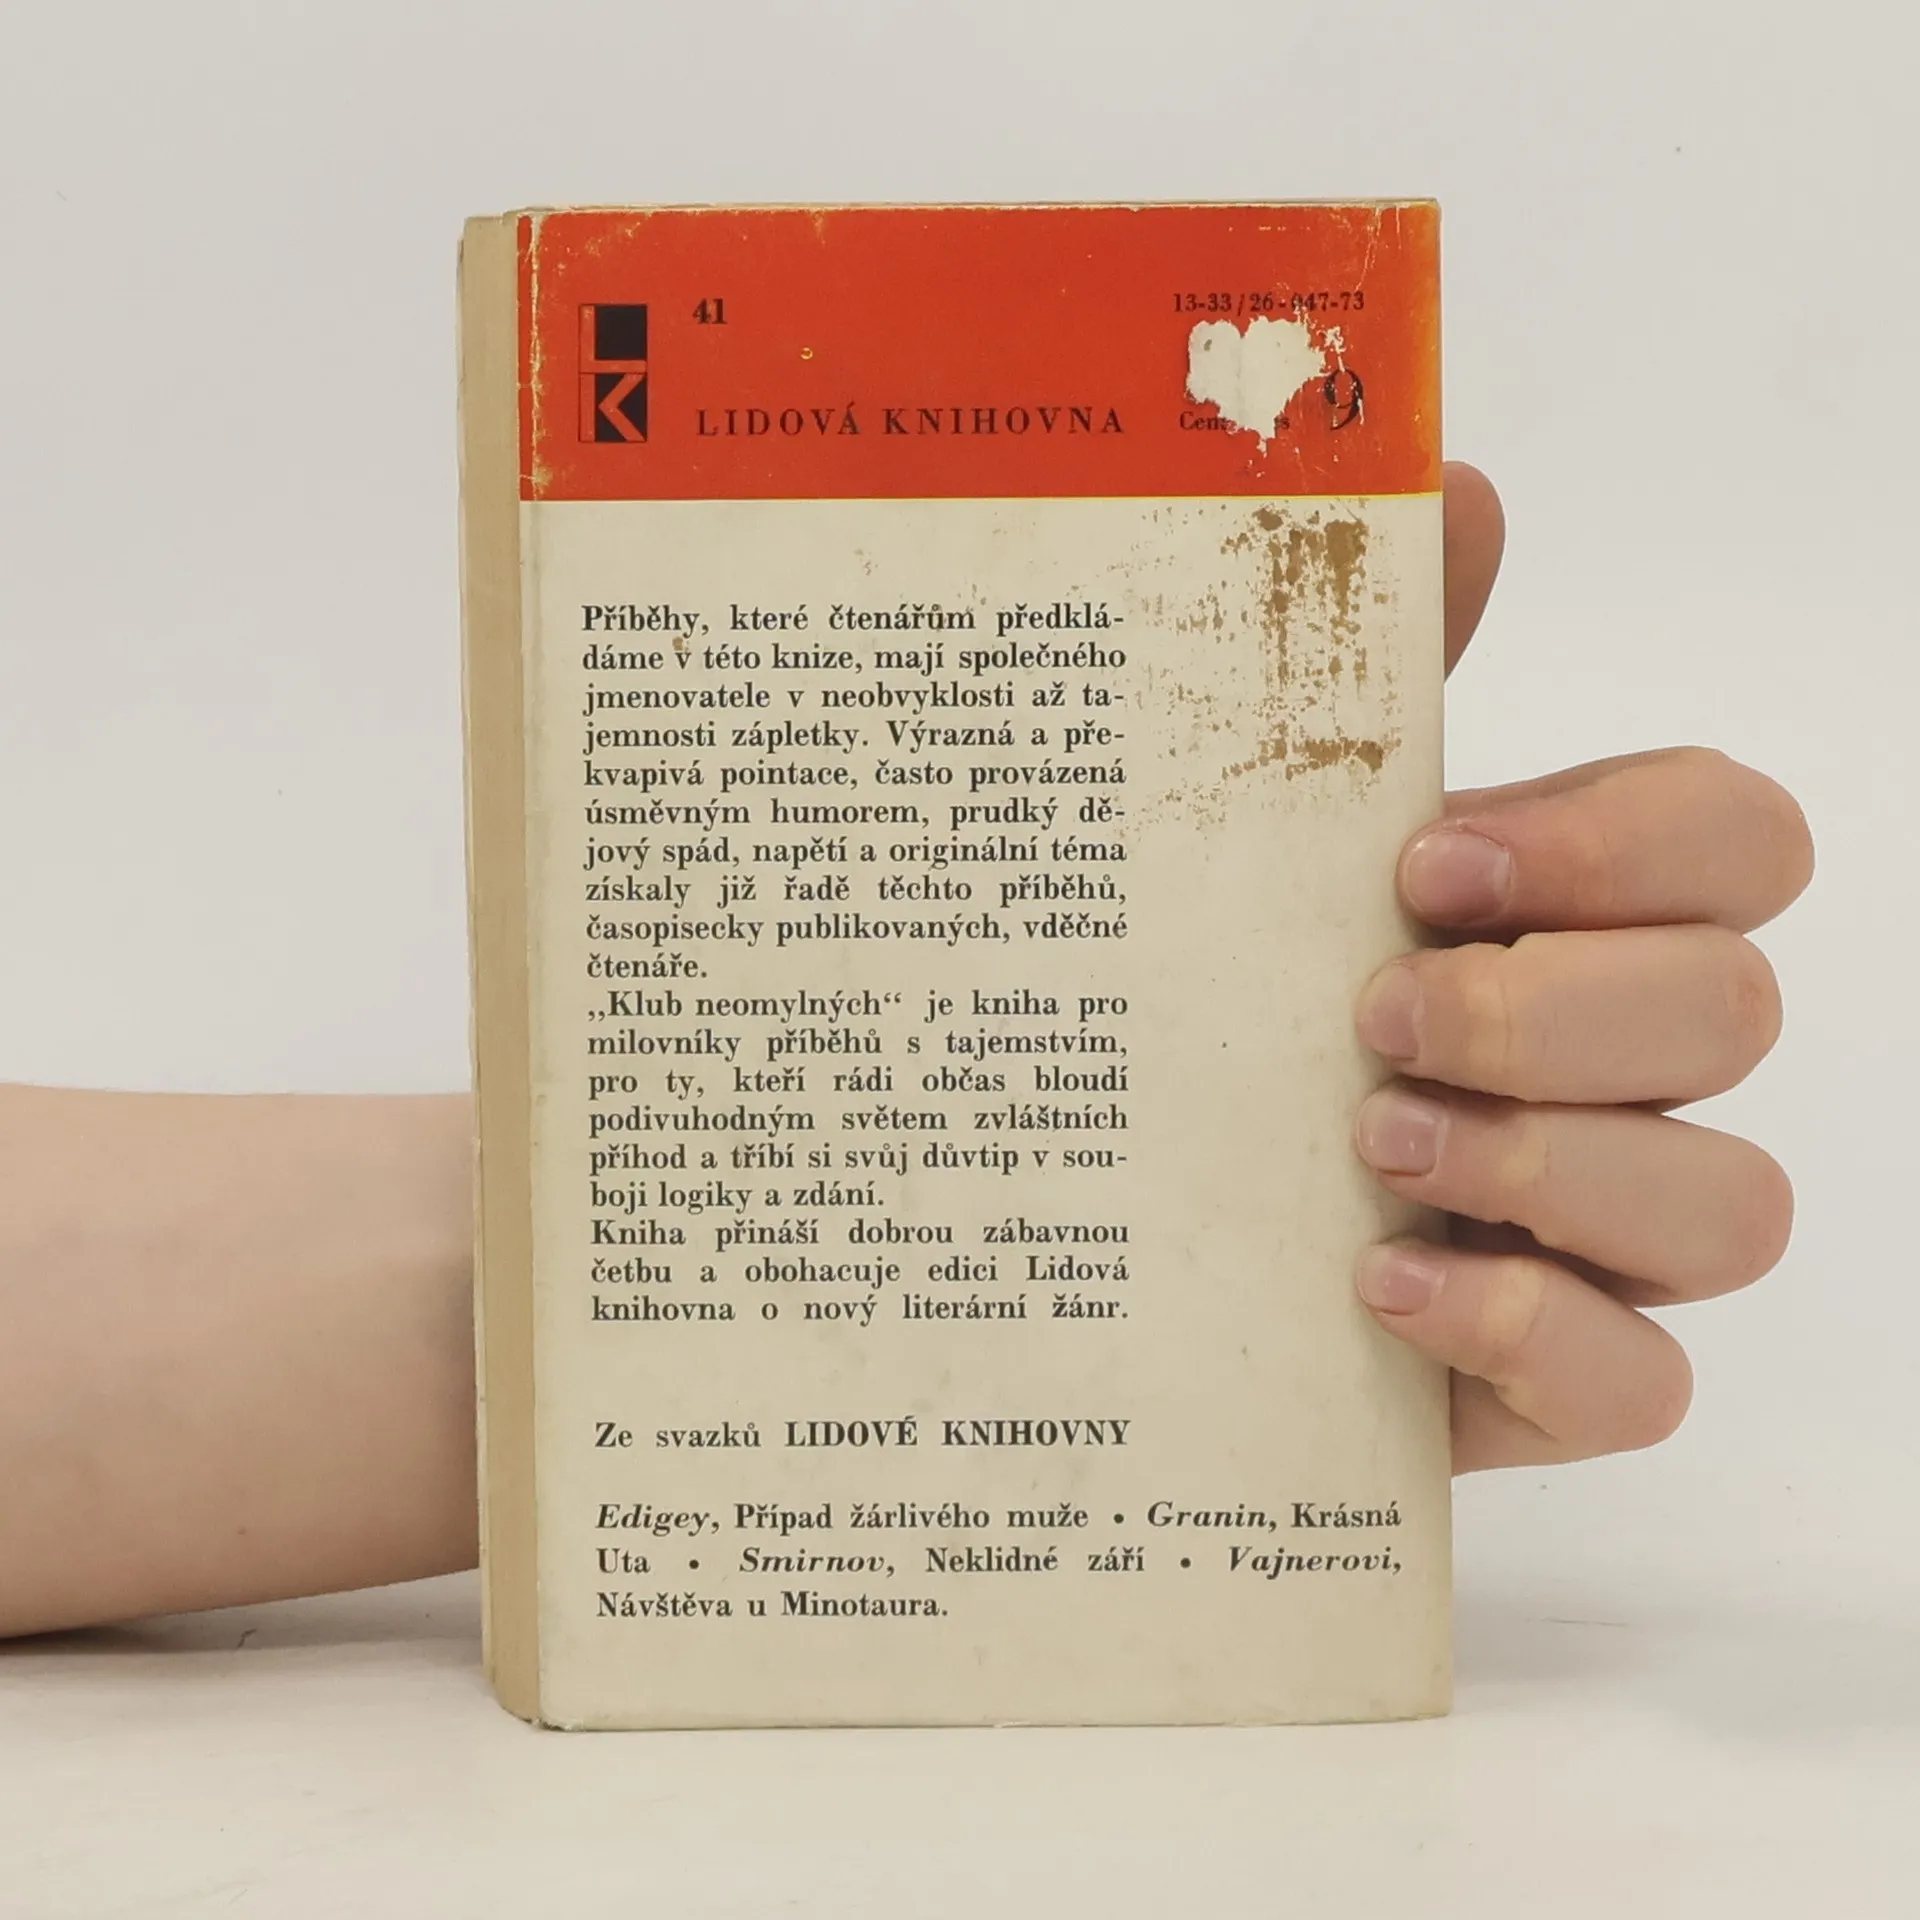 LK
41
13-33/26-047-73
LIDOVÁ KNIHOVNA
9
Příběhy, které čtenářům předklá-
dáme v této knize, mají společného
jmenovatele v neobvyklosti až ta-
jemnosti zápletky. Výrazná a pře-
kvapivá pointace, často provázená
úsměvným humorem, prudký dě-
jový spád, napětí a originální téma
získaly již řadě těchto příběhů,
časopisecky publikovaných, vděčné
čtenáře.
„Klub neomylných“ je kniha pro
milovníky příběhů s tajemstvím,
pro ty, kteří rádi občas bloudí
podivuhodným světem zvláštních
příhod a tříbí si svůj důvtip v sou-
boji logiky a zdání.
Kniha přináší dobrou zábavnou
četbu a obohacuje edici Lidová
knihovna o nový literární žánr.
Ze svazků LIDOVÉ KNIHOVNY
Edigey, Případ žárlivého muže • Granin, Krásná
Uta • Smirnov, Neklidné září • Vajnerovi,
Návštěva u Minotaura.